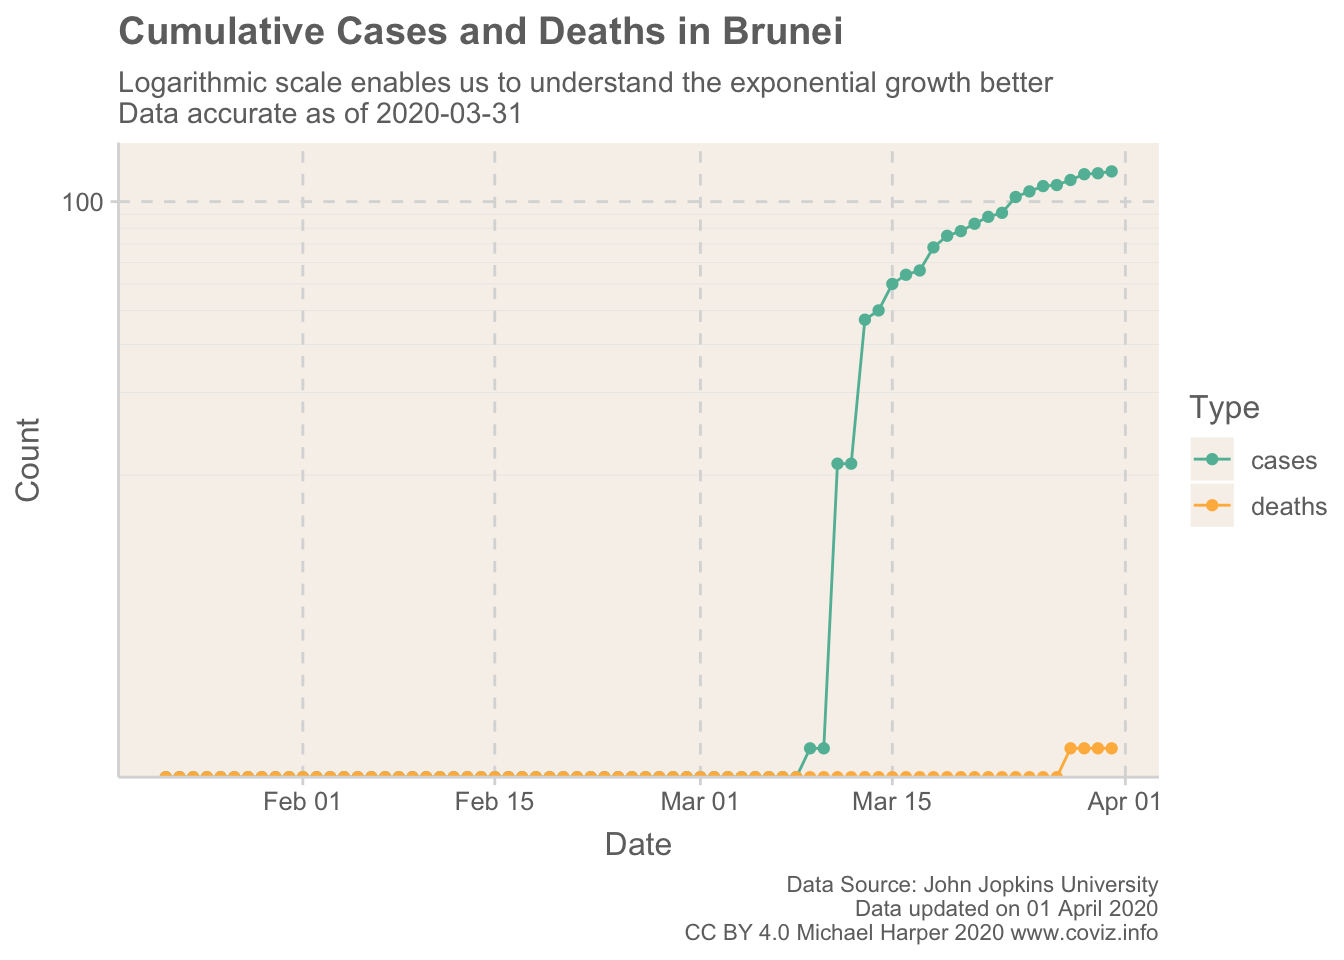 Cumulative Cases and Deaths in Brunei
Logarithmic scale enables us to understand the exponential growth better
Data accurate as of 2020-03-31
100
Count
Type
cases
deaths
Feb 01
Feb 15
Mar 01
Mar 15
Apr 01
Date
Data Source: John Jopkins University
Data updated on 01 April 2020
CC BY 4.0 Michael Harper 2020 www.coviz.info